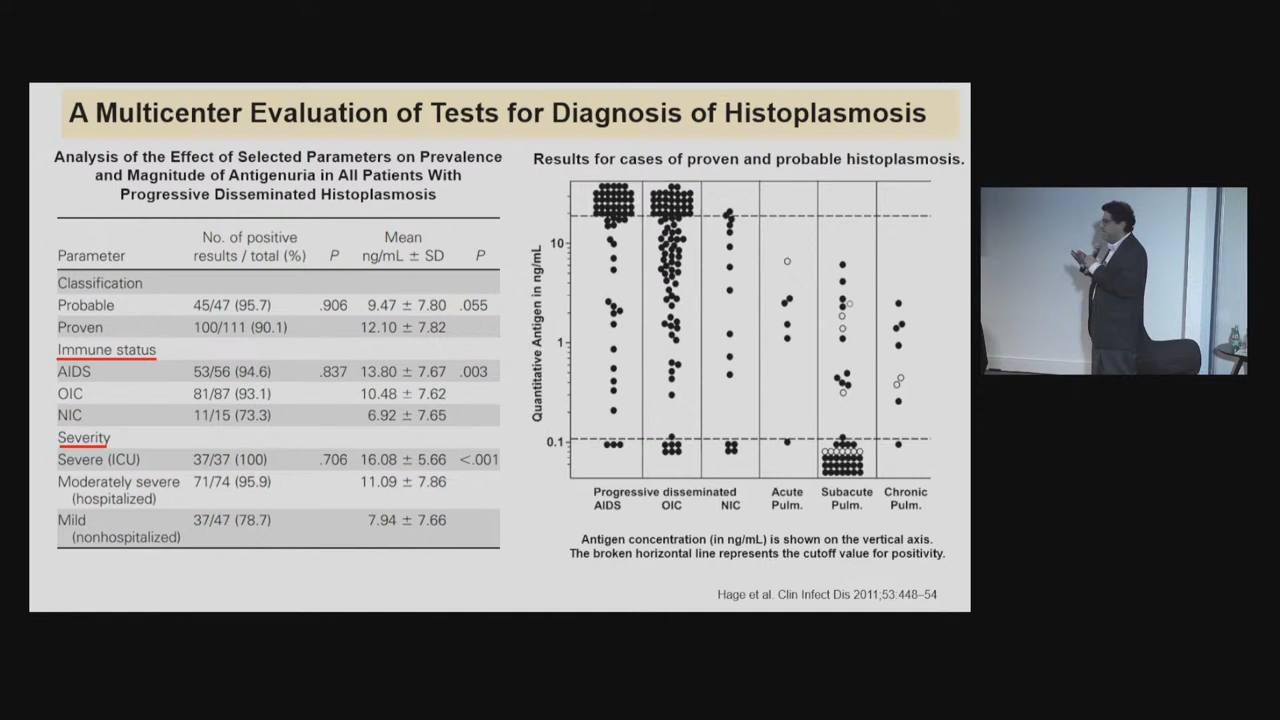 A Multicenter Evaluation of Tests for Diagnosis of Histoplasmosis
Analysis of the Effect of Selected Parameters on Prevalence
and Magnitude of Antigenuria in All Patients With
Progressive Disseminated Histoplasmosis
No. of positive Mean
Parameter results / total (%) P ng/mL ± SD P
Classification
Probable 45/47 (95.7) .906 9.47 ± 7.80 .055
Proven 100/111 (90.1) 12.10 ± 7.82
Immune status
AIDS 53/56 (94.6) .837 13.80 ± 7.67 .003
OIC 81/87 (93.1) 10.48 ± 7.62
NIC 11/15 (73.3) 6.92 ± 7.65
Severity
Severe (ICU) 37/37 (100) .706 16.08 ± 5.66 <.001
Moderately severe 71/74 (95.9) 11.09 ± 7.86
(hospitalized)
Mild 37/47 (78.7) 7.94 ± 7.66
(nonhospitalized)
Results for cases of proven and probable histoplasmosis.
Quantitative Antigen in ng/mL
10
1
0.1
Progressive disseminated Acute Subacute Chronic
AIDS OIC NIC Pulm. Pulm. Pulm.
Antigen concentration (in ng/mL) is shown on the vertical axis.
The broken horizontal line represents the cutoff value for positivity.
Hage et al. Clin Infect Dis 2011;53:448–54